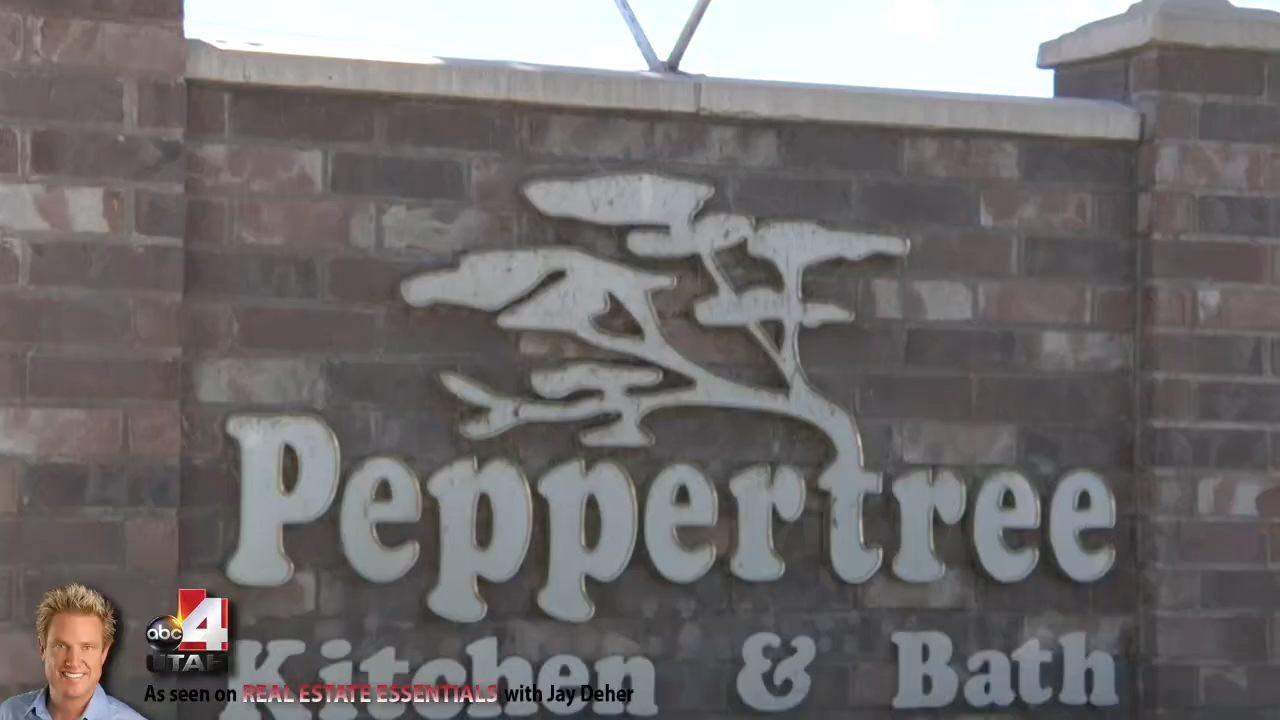 Peppertree
Kitchen & Bath
abc 4
UTAH
As seen on REAL ESTATE ESSENTIALS with Jay Deher